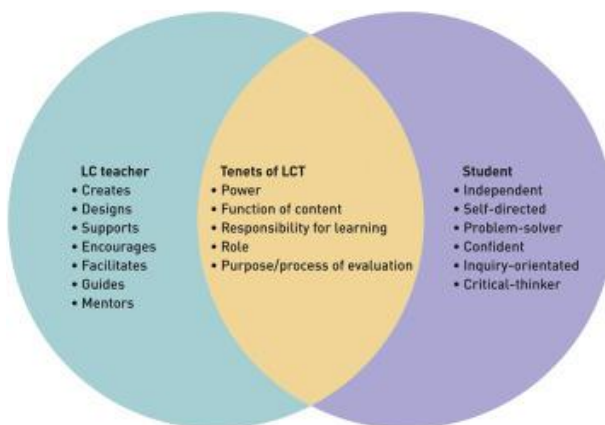 LC teacher
• Creates
• Designs
• Supports
• Encourages
• Facilitates
• Guides
• Mentors
Tenets of LCT
• Power
• Function of content
• Responsibility for learning
• Role
• Purpose/process of evaluation
Student
• Independent
• Self-directed
• Problem-solver
• Confident
• Inquiry-orientated
• Critical-thinker